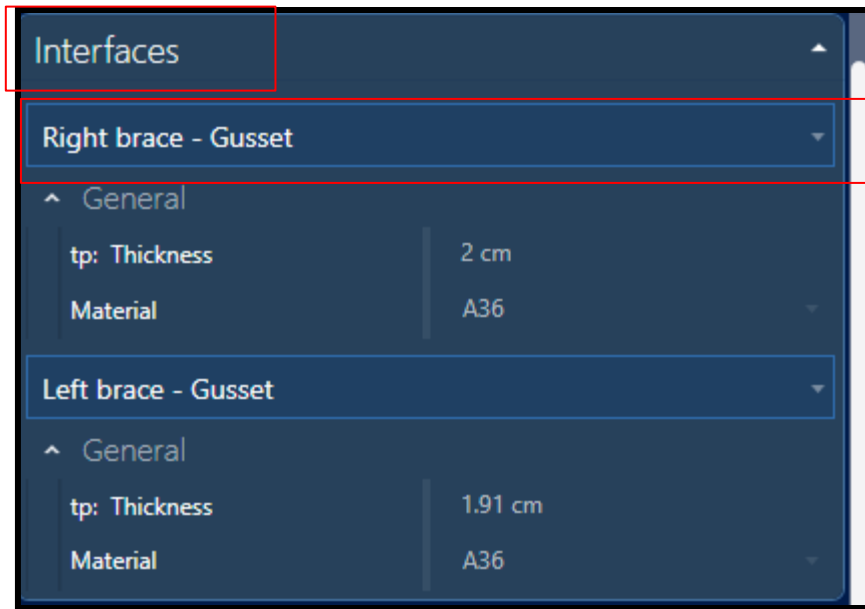 Interfaces
Right brace - Gusset
General
tp: Thickness 2 cm
Material A36
Left brace - Gusset
General
tp: Thickness 1.91 cm
Material A36